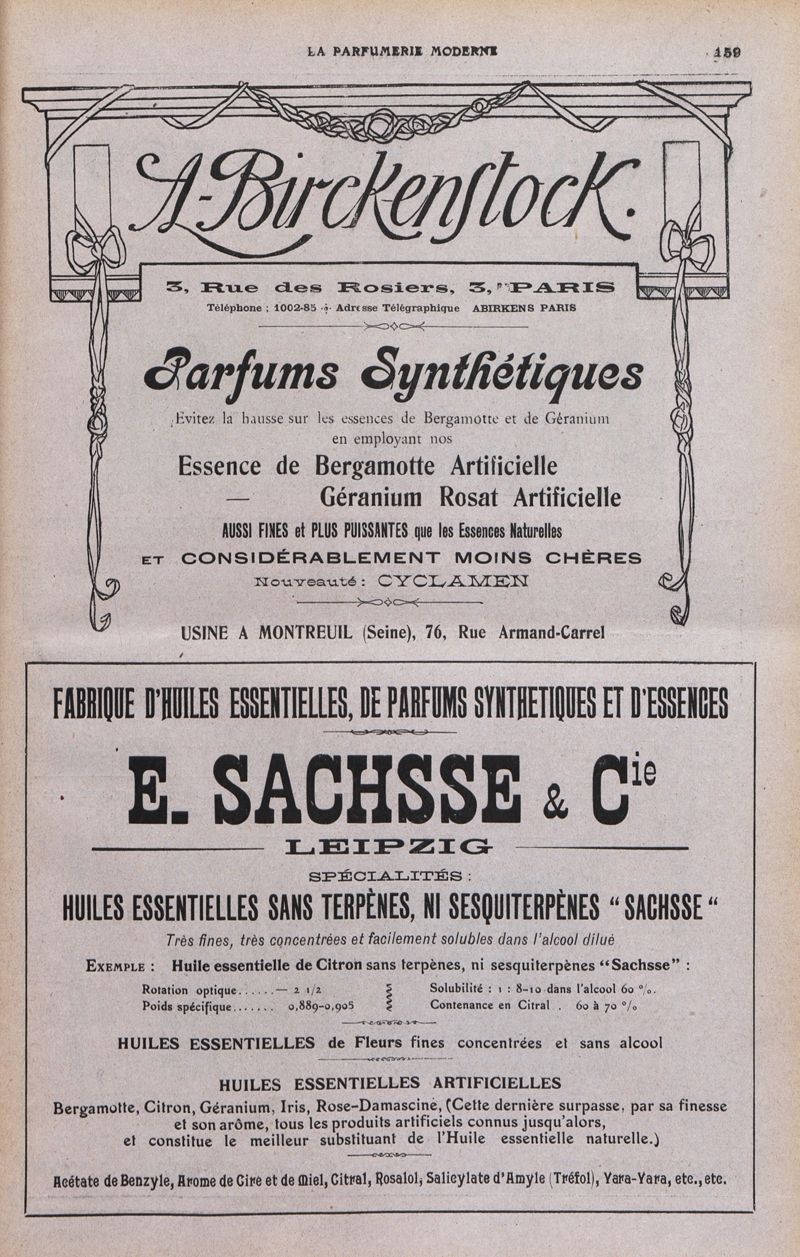 LA PARFUMERIE MODERNE
159
A-Birckenstock.
3, Rue des Rosiers, 3, PARIS
Téléphone : 1002-85 ·:· Adresse Télégraphique ABIRKENS PARIS
Parfums Synthétiques
Evitez la hausse sur les essences de Bergamotte et de Géranium
en employant nos
Essence de Bergamotte Artificielle
— Géranium Rosat Artificielle
AUSSI FINES et PLUS PUISSANTES que les Essences Naturelles
ET CONSIDÉRABLEMENT MOINS CHÈRES
Nouveauté : CYCLAMEN
USINE A MONTREUIL (Seine), 76, Rue Armand-Carrel
FABRIQUE D'HUILES ESSENTIELLES, DE PARFUMS SYNTHETIQUES ET D'ESSENCES
E. SACHSSE & Cie
LEIPZIG
SPÉCIALITÉS :
HUILES ESSENTIELLES SANS TERPÈNES, NI SESQUITERPÈNES "SACHSSE"
Très fines, très concentrées et facilement solubles dans l'alcool dilué
EXEMPLE : Huile essentielle de Citron sans terpènes, ni sesquiterpènes "Sachsse" :
Rotation optique......— 2 1/2
Poids spécifique....... 0,889-0,905
Solubilité : 1 : 8-10 dans l'alcool 60 %.
Contenance en Citral . 60 à 70 %
HUILES ESSENTIELLES de Fleurs fines concentrées et sans alcool
HUILES ESSENTIELLES ARTIFICIELLES
Bergamotte, Citron, Géranium, Iris, Rose-Damascine, (Cette dernière surpasse, par sa finesse
et son arôme, tous les produits artificiels connus jusqu'alors,
et constitue le meilleur substituant de l'Huile essentielle naturelle.)
Acétate de Benzyle, Arome de Cire et de Miel, Citral, Rosalol, Salicylate d'Amyle (Tréfol), Yara-Yara, etc., etc.